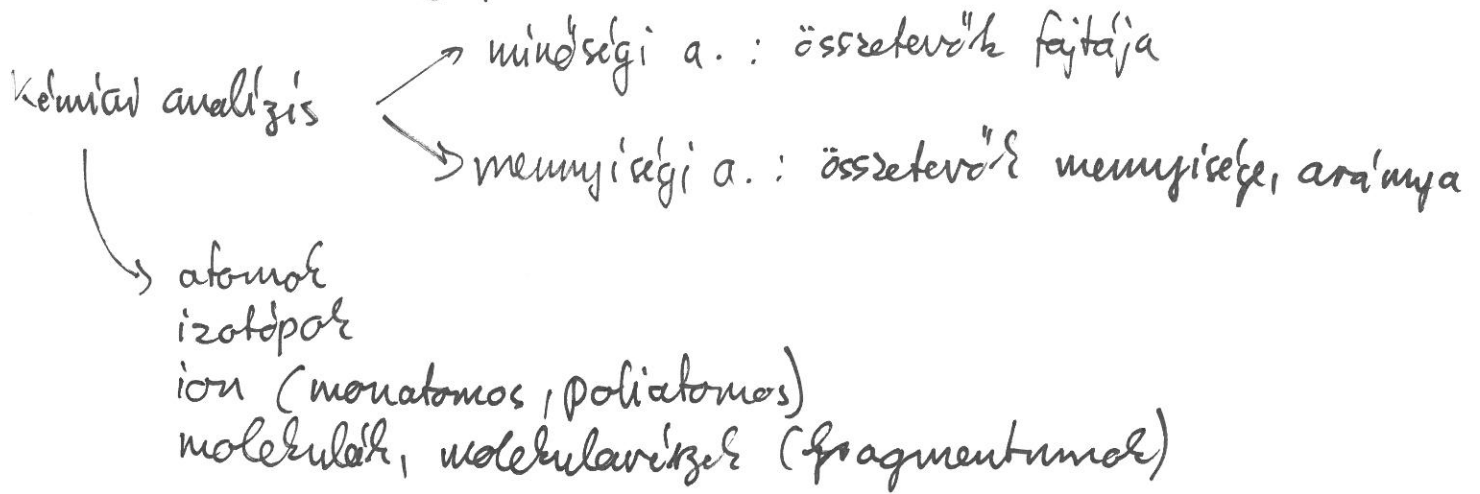 minőségi a. : összetevők fajtája
Kémiai analízis
mennyiségi a. : összetevők mennyisége, aránya
atomok
izotópok
ion (monatomos, poliatomos)
molekulák, molekularészek (fragmentumok)